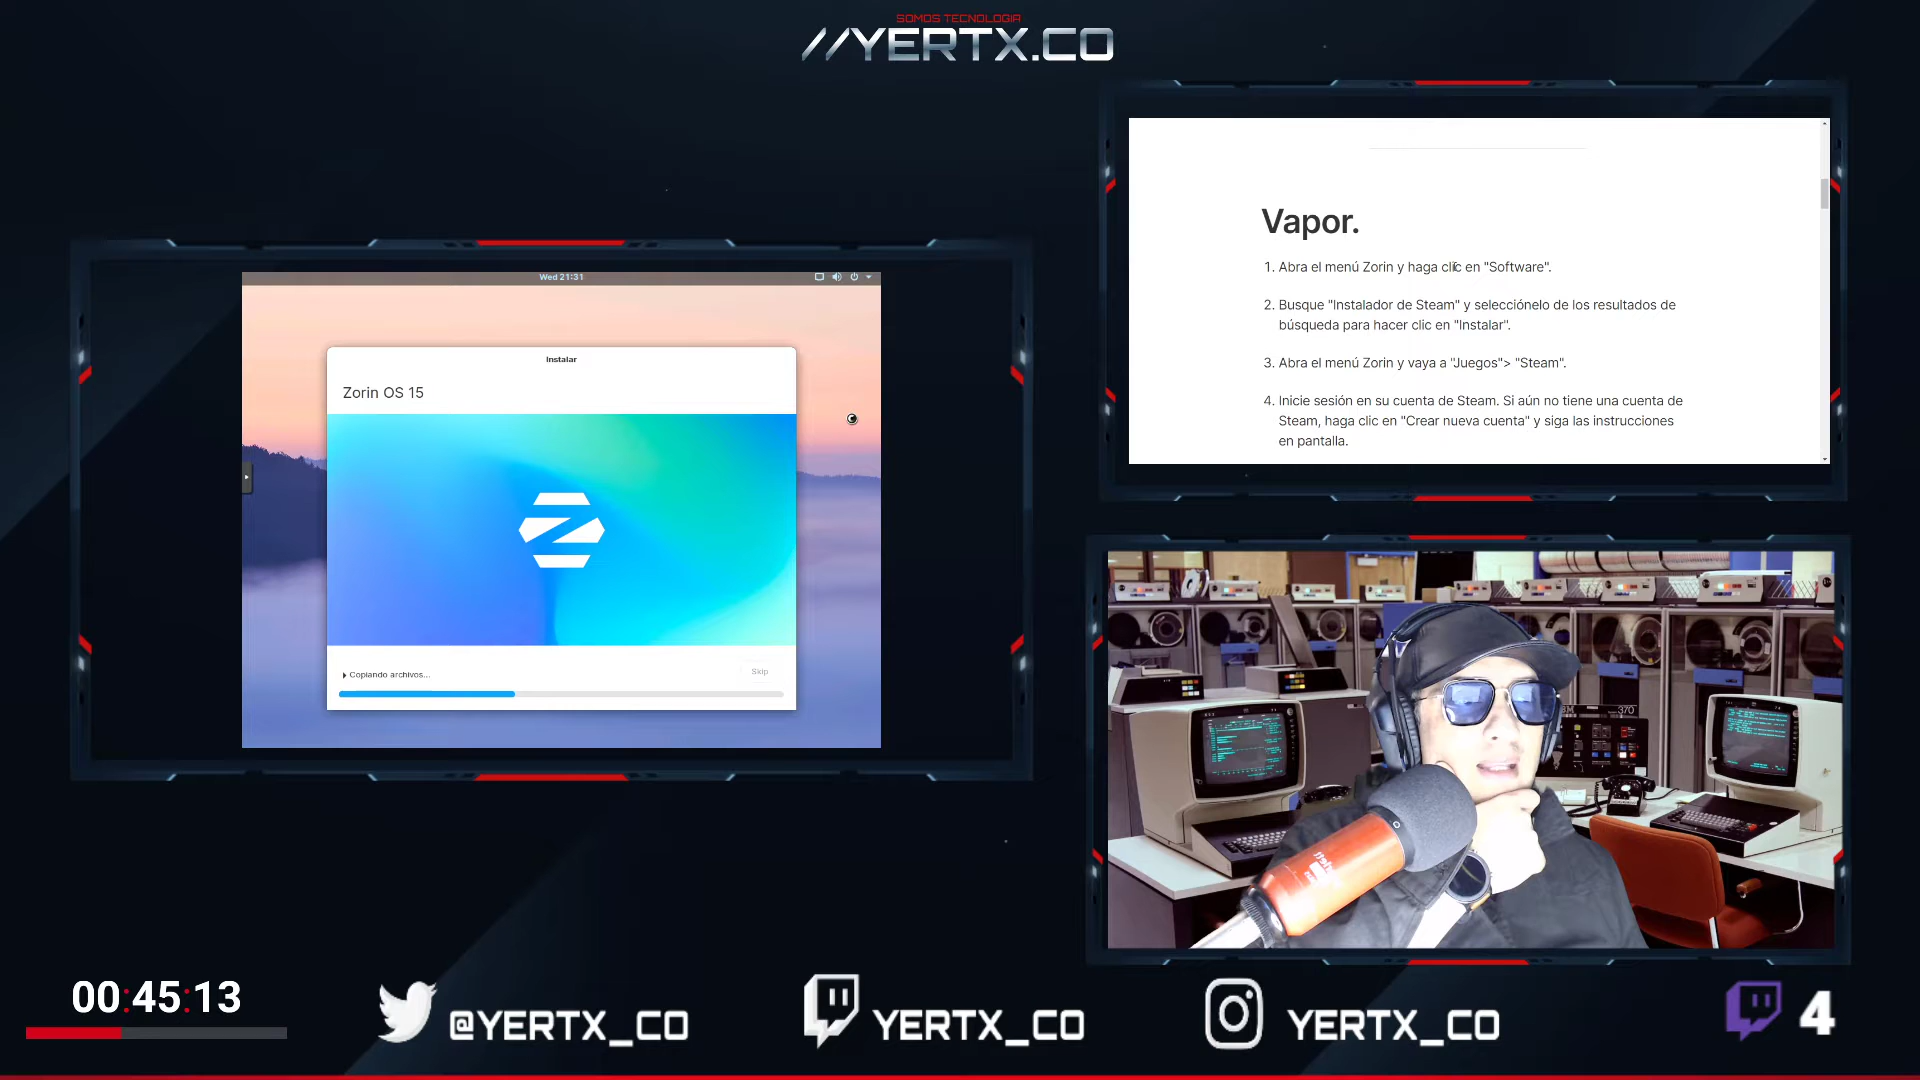 SOMOS TECNOLOGIA
//YERTX.CO
Wed 21:31
Instalar
Zorin OS 15
Copiando archivos...
Skip
Vapor.
1. Abra el menú Zorin y haga clic en "Software".
2. Busque "Instalador de Steam" y selecciónelo de los resultados de
búsqueda para hacer clic en "Instalar".
3. Abra el menú Zorin y vaya a "Juegos"> "Steam".
4. Inicie sesión en su cuenta de Steam. Si aún no tiene una cuenta de
Steam, haga clic en "Crear nueva cuenta" y siga las instrucciones
en pantalla.
370
00:45:13
@YERTX_CO
YERTX_CO
YERTX_CO
4